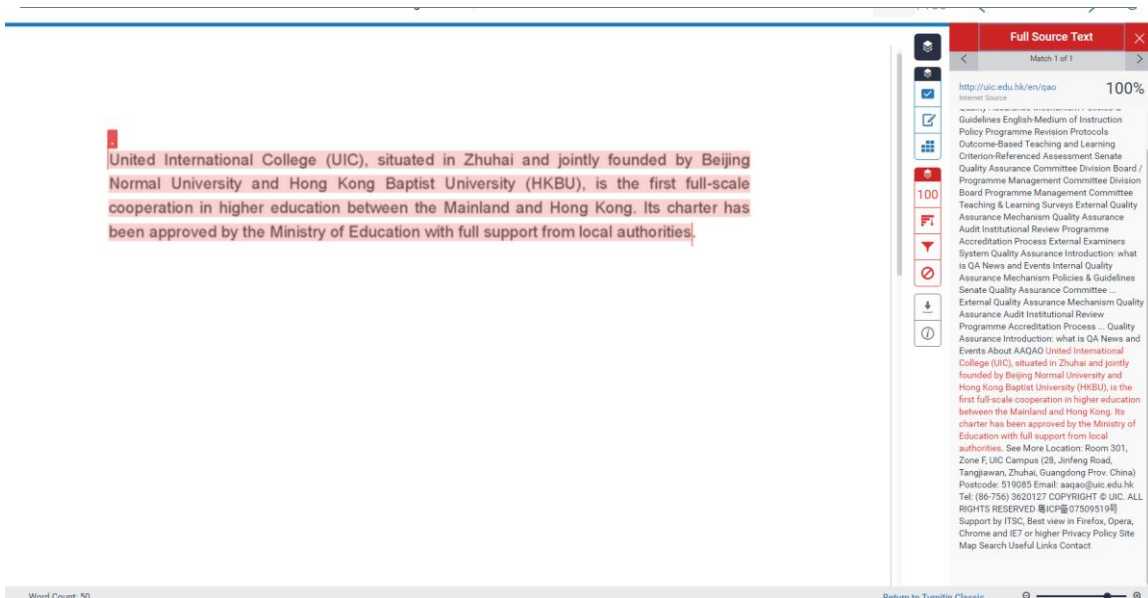 United International College (UIC), situated in Zhuhai and jointly founded by Beijing
Normal University and Hong Kong Baptist University (HKBU), is the first full-scale
cooperation in higher education between the Mainland and Hong Kong. Its charter has
been approved by the Ministry of Education with full support from local authorities.
100
Full Source Text
Match 1 of 1
http://uic.edu.hk/en/qao
100%
Internet Source
Quality Assurance Mechanism Policies &
Guidelines English-Medium of Instruction
Policy Programme Revision Protocols
Outcome-Based Teaching and Learning
Criterion-Referenced Assessment Senate
Quality Assurance Committee Division Board /
Programme Management Committee Division
Board Programme Management Committee
Teaching & Learning Surveys External Quality
Assurance Mechanism Quality Assurance
Audit Institutional Review Programme
Accreditation Process External Examiners
System Quality Assurance Introduction: what
is QA News and Events Internal Quality
Assurance Mechanism Policies & Guidelines
Senate Quality Assurance Committee ...
External Quality Assurance Mechanism Quality
Assurance Audit Institutional Review
Programme Accreditation Process ... Quality
Assurance Introduction: what is QA News and
Events About AAQAO United International
College (UIC), situated in Zhuhai and jointly
founded by Beijing Normal University and
Hong Kong Baptist University (HKBU), is the
first full-scale cooperation in higher education
between the Mainland and Hong Kong. Its
charter has been approved by the Ministry of
Education with full support from local
authorities. See More Location: Room 301,
Zone F, UIC Campus (28, Jinfeng Road,
Tangjiawan, Zhuhai, Guangdong Prov. China)
Postcode: 519085 Email: aaqao@uic.edu.hk
Tel: (86-756) 3620127 COPYRIGHT © UIC. ALL
RIGHTS RESERVED 粤ICP备07509519号
Support by ITSC, Best view in Firefox, Opera,
Chrome and IE7 or higher Privacy Policy Site
Map Search Useful Links Contact
Word Count: 50
Return to Turnitin Classic